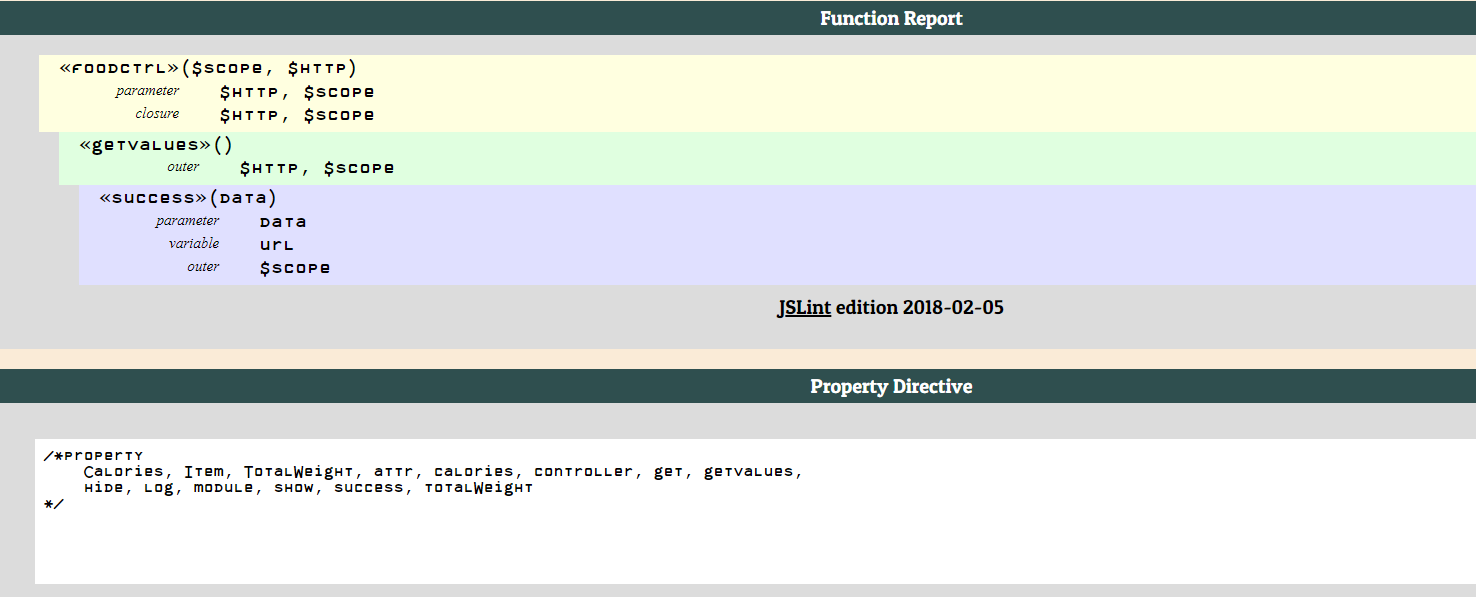 Function Report
«foodctrl»($scope, $http)
parameter $http, $scope
closure $http, $scope
«getvalues»()
outer $http, $scope
«success»(data)
parameter data
variable url
outer $scope
JSLint edition 2018-02-05
Property Directive
/*property
Calories, Item, TotalWeight, attr, calories, controller, get, getvalues,
hide, log, module, show, success, totalWeight
*/